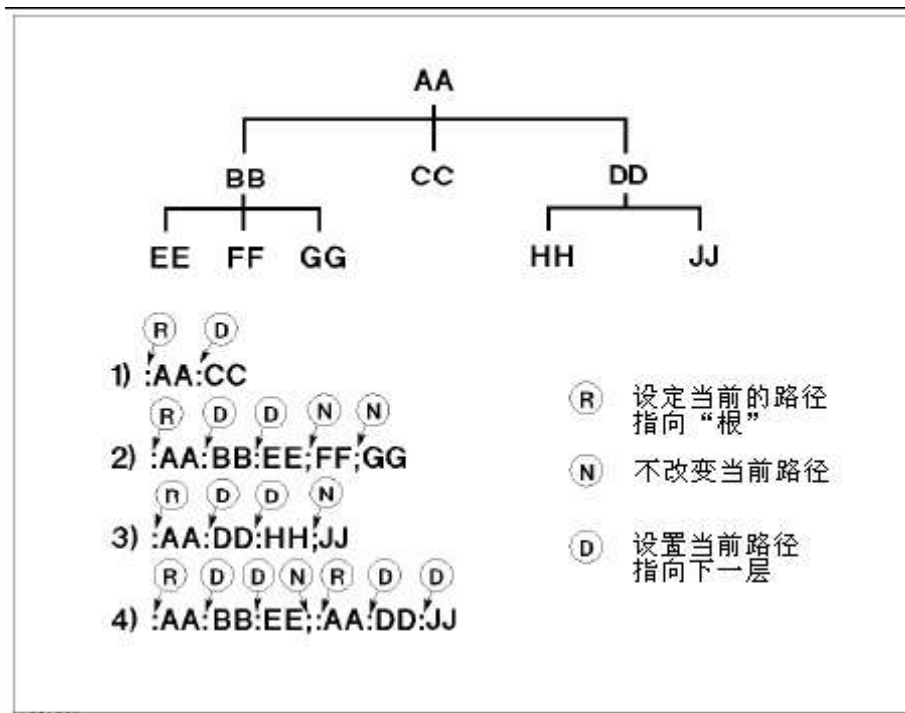 AA
BB CC DD
EE FF GG HH JJ
R D
1) :AA:CC
R D D N N
2) :AA:BB:EE;FF;GG
R D D N
3) :AA:DD:HH;JJ
R D D N R D D
4) :AA:BB:EE;:AA:DD:JJ
R 设定当前的路径
指向“根”
N 不改变当前路径
D 设置当前路径
指向下一层